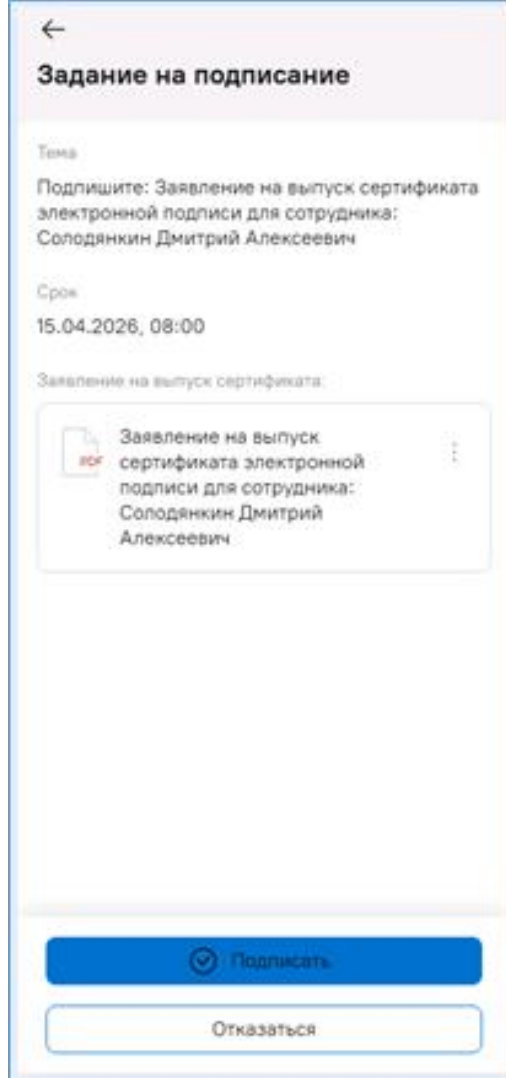 Задание на подписание
Тема
Подпишите: Заявление на выпуск сертификата
электронной подписи для сотрудника:
Солодянкин Дмитрий Алексеевич
Срок
15.04.2026, 08:00
Заявление на выпуск сертификата:
PDF
Заявление на выпуск
сертификата электронной
подписи для сотрудника:
Солодянкин Дмитрий
Алексеевич
Подписать
Отказаться